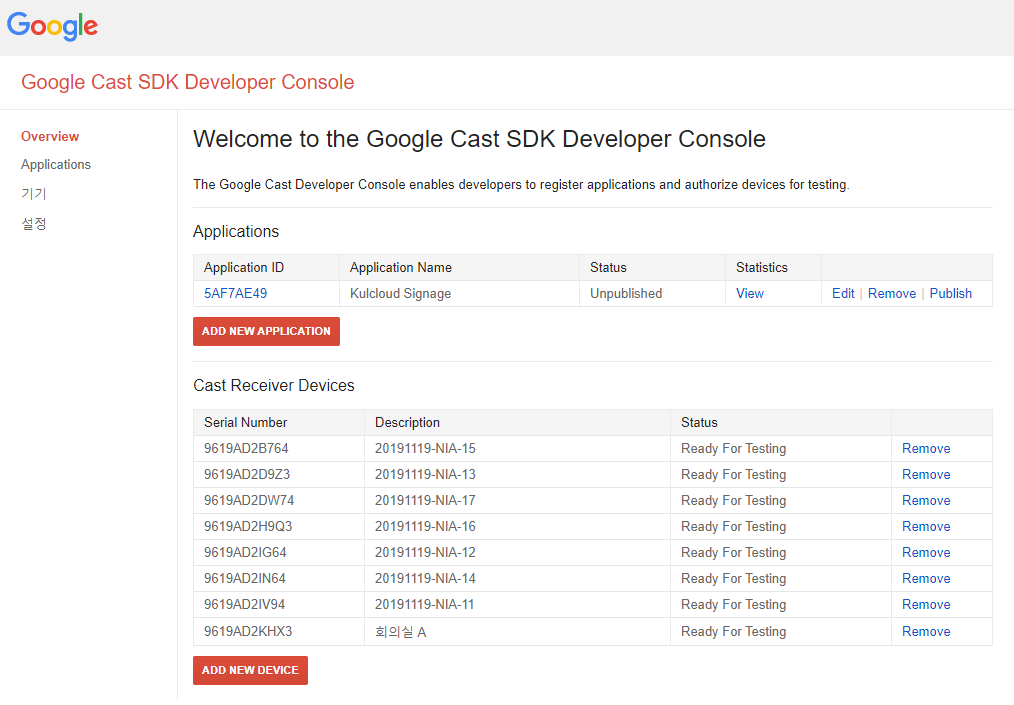 Google
Google Cast SDK Developer Console
Overview
Applications
기기
설정
Welcome to the Google Cast SDK Developer Console
The Google Cast Developer Console enables developers to register applications and authorize devices for testing.
Applications
Application ID Application Name Status Statistics
5AF7AE49 Kulcloud Signage Unpublished View Edit | Remove | Publish
ADD NEW APPLICATION
Cast Receiver Devices
Serial Number Description Status
9619AD2B764 20191119-NIA-15 Ready For Testing Remove
9619AD2D9Z3 20191119-NIA-13 Ready For Testing Remove
9619AD2DW74 20191119-NIA-17 Ready For Testing Remove
9619AD2H9Q3 20191119-NIA-16 Ready For Testing Remove
9619AD2IG64 20191119-NIA-12 Ready For Testing Remove
9619AD2IN64 20191119-NIA-14 Ready For Testing Remove
9619AD2IV94 20191119-NIA-11 Ready For Testing Remove
9619AD2KHX3 회의실 A Ready For Testing Remove
ADD NEW DEVICE